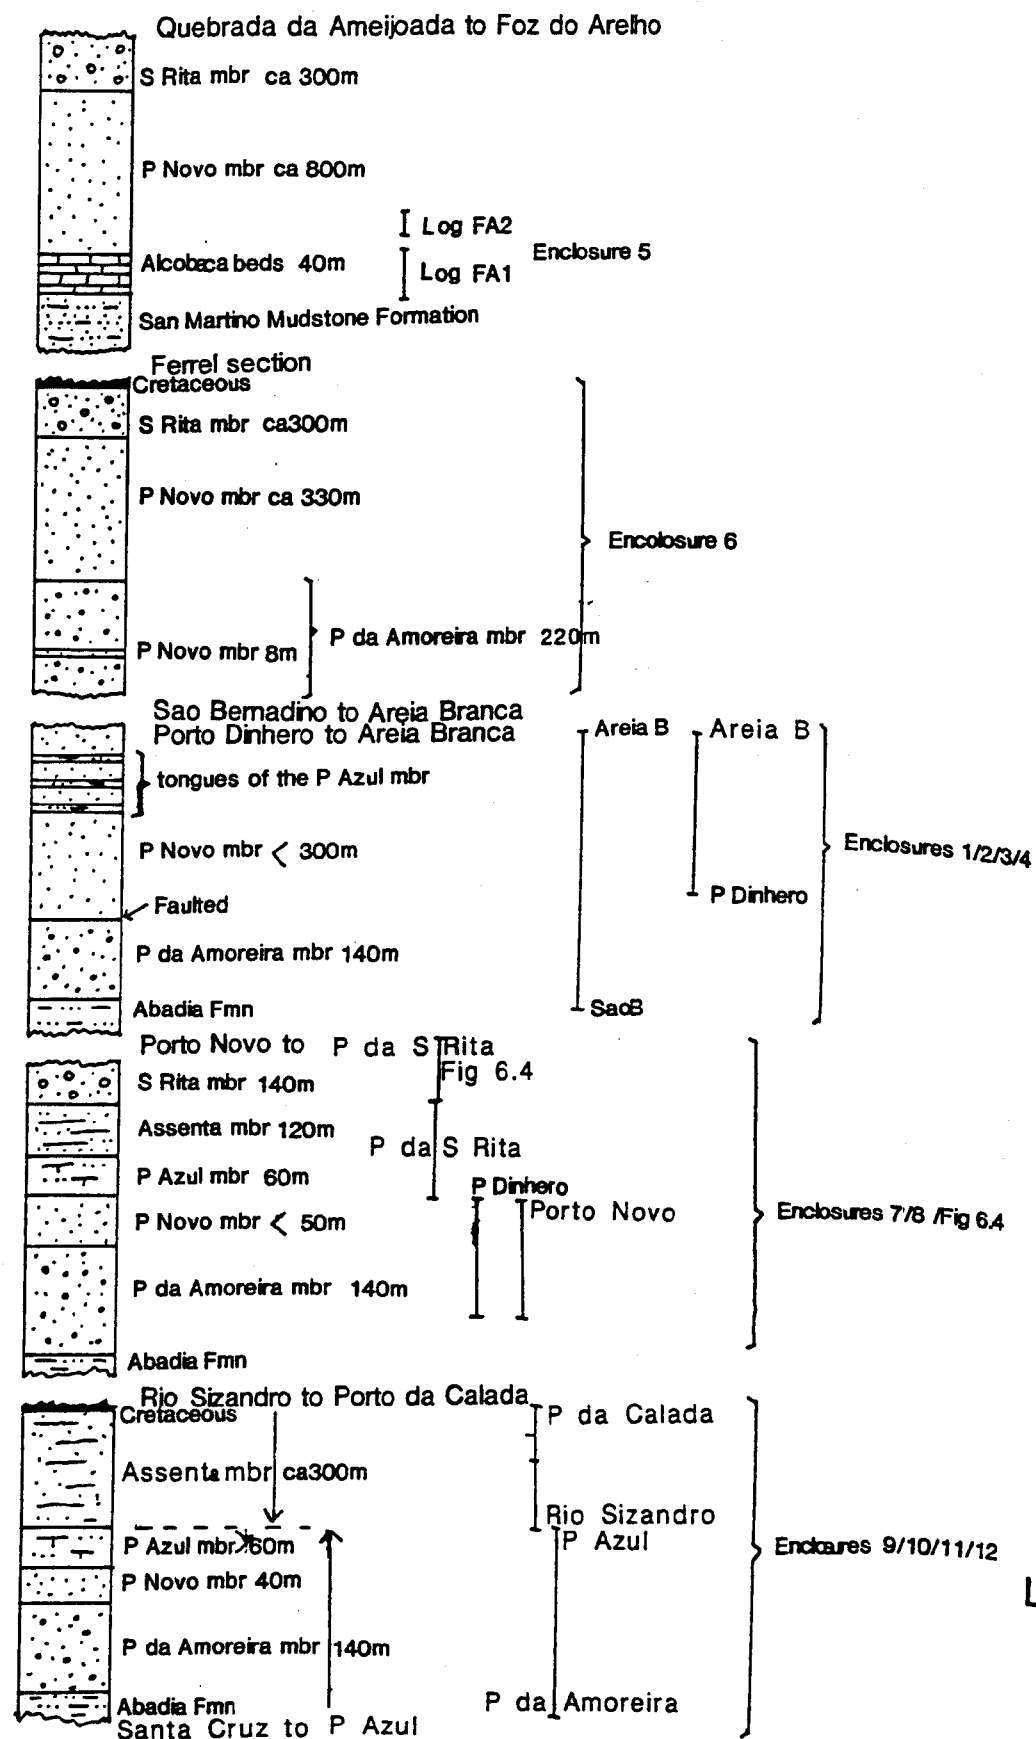 Quebrada da Ameijoada to Foz do Arelho
S Rita mbr ca 300m
P Novo mbr ca 800m
Log FA2
Enclosure 5
Alcobaca beds 40m
Log FA1
San Martino Mudstone Formation
Ferrel section
Cretaceous
S Rita mbr ca300m
P Novo mbr ca 330m
Encolosure 6
P Novo mbr 8m
P da Amoreira mbr 220m
Sao Bernadino to Areia Branca
Porto Dinhero to Areia Branca
Areia B
Areia B
tongues of the P Azul mbr
P Novo mbr < 300m
Enclosures 1/2/3/4
P Dinhero
Faulted
P da Amoreira mbr 140m
Abadia Fmn
SaoB
Porto Novo to P da S Rita
Fig 6.4
S Rita mbr 140m
Assenta mbr 120m
P da S Rita
P Azul mbr 60m
P Dinhero
Porto Novo
P Novo mbr < 50m
Enclosures 7/8 /Fig 6.4
P da Amoreira mbr 140m
Abadia Fmn
Rio Sizandro to Porto da Calada
Cretaceous
P da Calada
Assenta mbr ca300m
Rio Sizandro
P Azul
P Azul mbr >60m
Encloures 9/10/11/12
P Novo mbr 40m
P da Amoreira mbr 140m
Abadia Fmn
P da Amoreira
Santa Cruz to P Azul